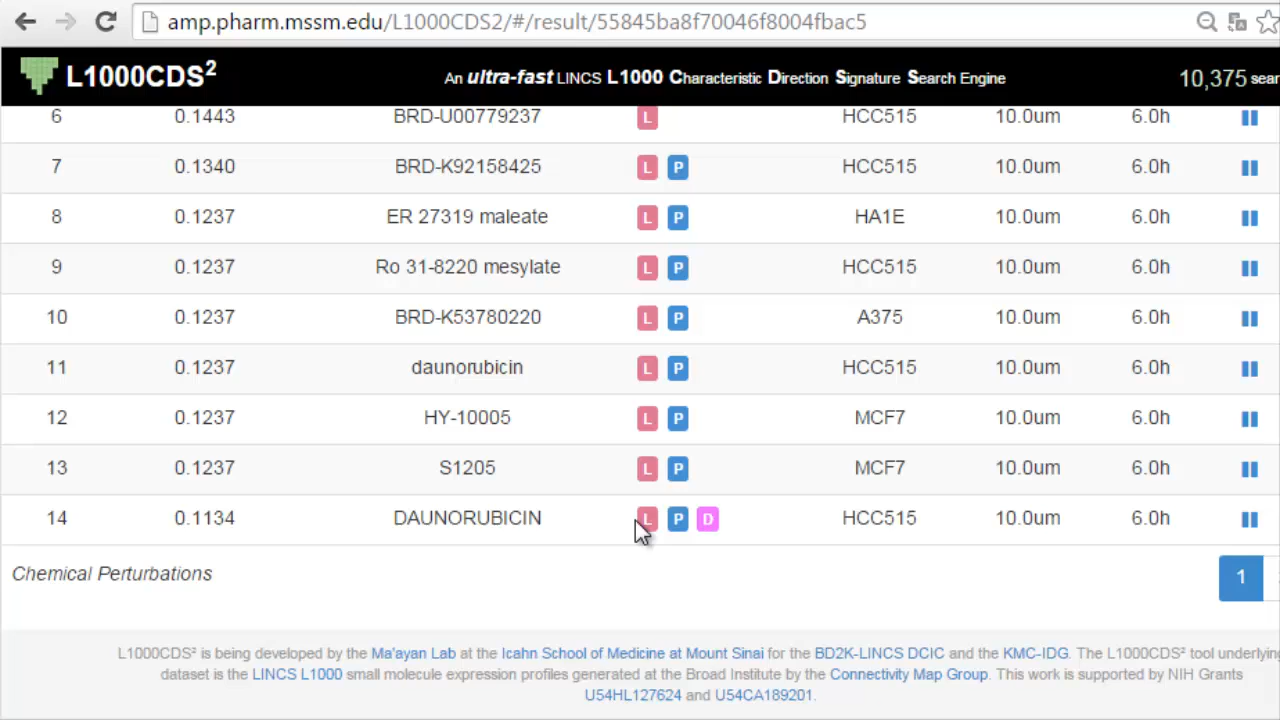 amp.pharm.mssm.edu/L1000CDS2/#/result/55845ba8f70046f8004fbac5
L1000CDS² An ultra-fast LINCS L1000 Characteristic Direction Signature Search Engine 10,375 sear
6 0.1443 BRD-U00779237 L HCC515 10.0um 6.0h
7 0.1340 BRD-K92158425 L P HCC515 10.0um 6.0h
8 0.1237 ER 27319 maleate L P HA1E 10.0um 6.0h
9 0.1237 Ro 31-8220 mesylate L P HCC515 10.0um 6.0h
10 0.1237 BRD-K53780220 L P A375 10.0um 6.0h
11 0.1237 daunorubicin L P HCC515 10.0um 6.0h
12 0.1237 HY-10005 L P MCF7 10.0um 6.0h
13 0.1237 S1205 L P MCF7 10.0um 6.0h
14 0.1134 DAUNORUBICIN L P D HCC515 10.0um 6.0h
Chemical Perturbations 1
L1000CDS² is being developed by the Ma'ayan Lab at the Icahn School of Medicine at Mount Sinai for the BD2K-LINCS DCIC and the KMC-IDG. The L1000CDS² tool underlying
dataset is the LINCS L1000 small molecule expression profiles generated at the Broad Institute by the Connectivity Map Group. This work is supported by NIH Grants
U54HL127624 and U54CA189201.